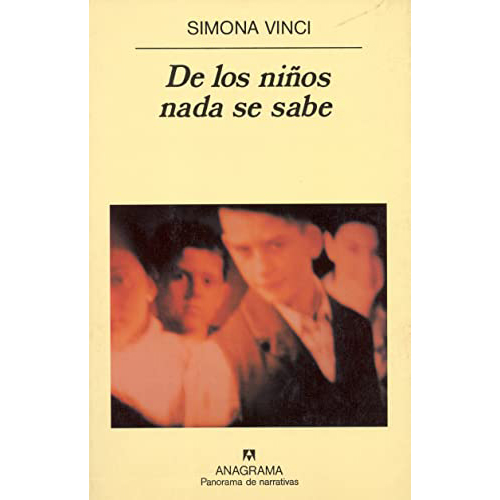 SIMONA VINCI
De los niños
nada se sabe
ANAGRAMA
Panorama de narrativas